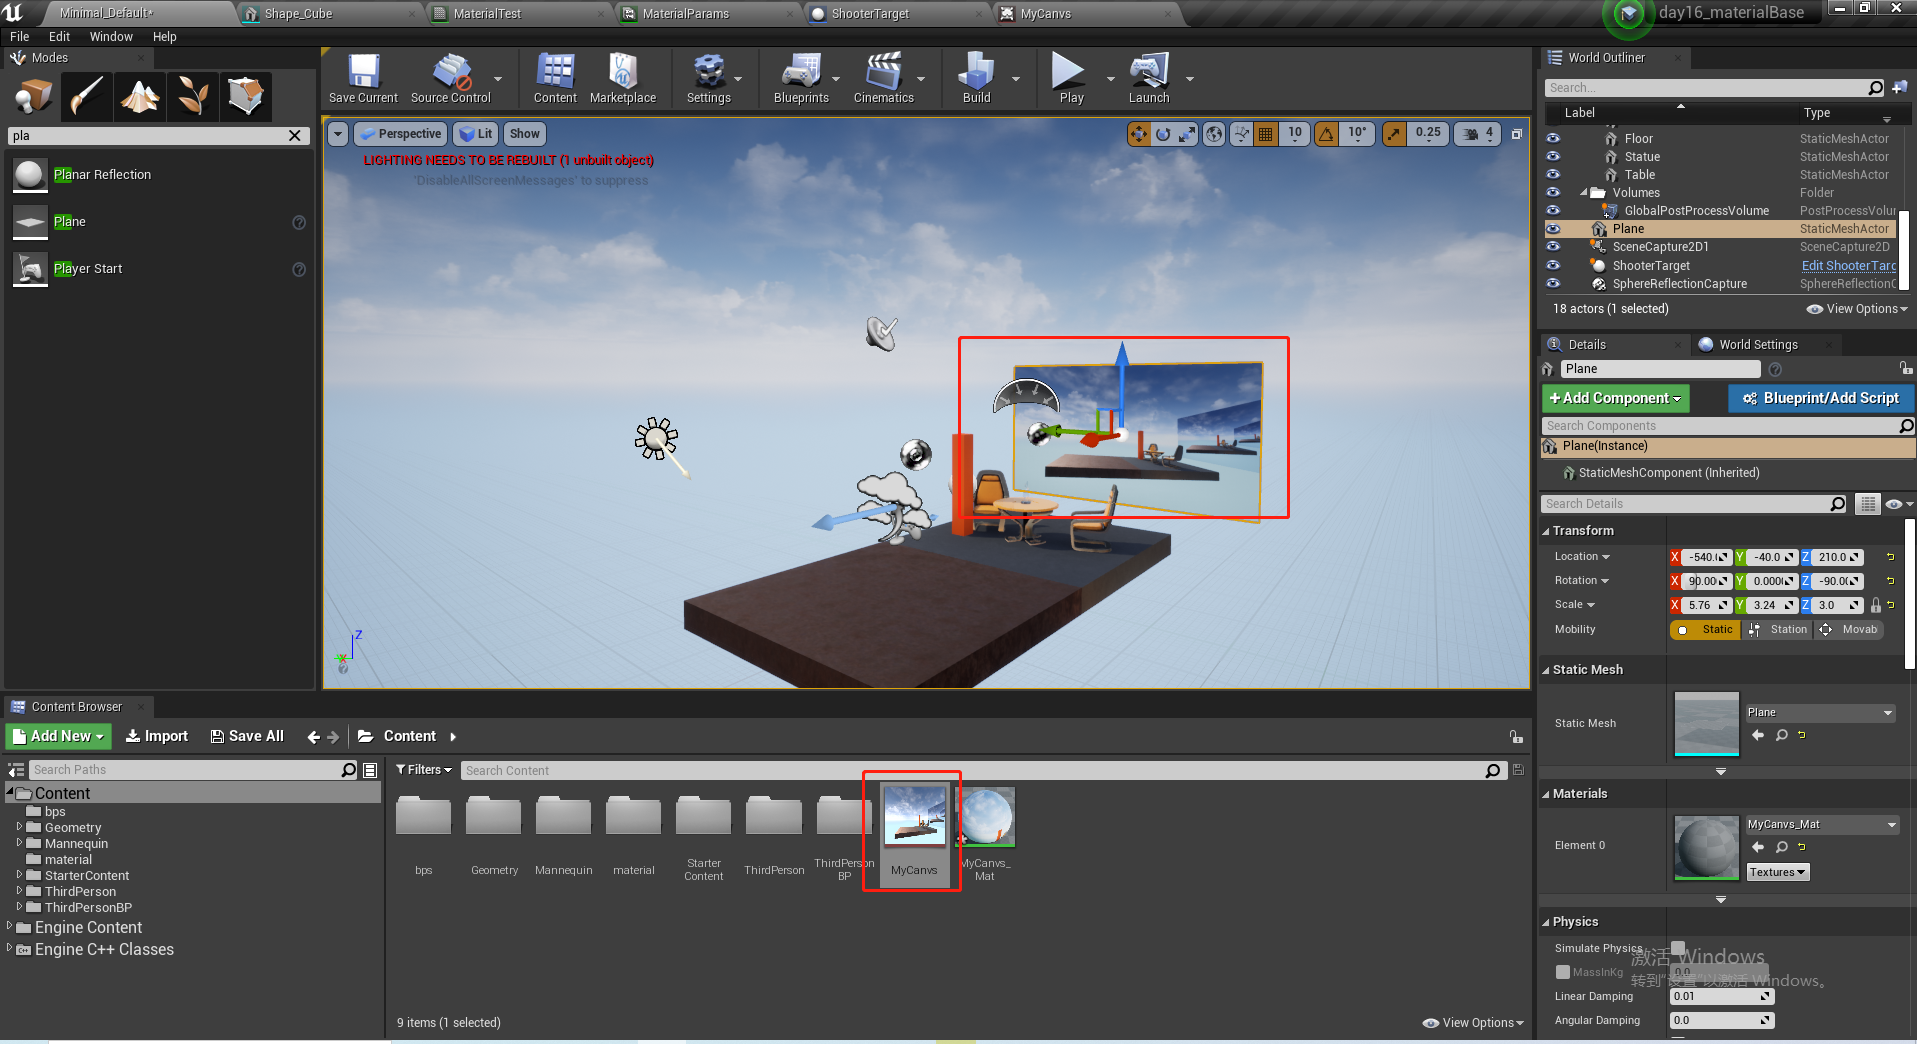 Minimal_Default*
Shape_Cube
MaterialTest
MaterialParams
ShooterTarget
MyCanvs
day16_materialBase
File
Edit
Window
Help
Modes
pla
Planar Reflection
Plane
Player Start
Save Current
Source Control
Content
Marketplace
Settings
Blueprints
Cinematics
Build
Play
Launch
Perspective
Lit
Show
10
10°
0.25
4
LIGHTING NEEDS TO BE REBUILT (1 unbuilt object)
'DisableAllScreenMessages' to suppress
Z
World Outliner
Search...
Label
Type
Floor
StaticMeshActor
Statue
StaticMeshActor
Table
StaticMeshActor
Volumes
Folder
GlobalPostProcessVolume
PostProcessVolu
Plane
StaticMeshActor
SceneCapture2D1
SceneCapture2D
ShooterTarget
Edit ShooterTarg
SphereReflectionCapture
SphereReflectionC
18 actors (1 selected)
View Options
Details
World Settings
Plane
+Add Component
Blueprint/Add Script
Search Components
Plane(Instance)
StaticMeshComponent (Inherited)
Search Details
Transform
Location
X
-540.(
Y
-40.0
Z
210.0
Rotation
X
90.00
Y
0.000(
Z
-90.0(
Scale
X
5.76
Y
3.24
Z
3.0
Mobility
Static
Station
Movab
Static Mesh
Static Mesh
Plane
Materials
Element 0
MyCanvs_Mat
Textures
Physics
Simulate Physics
MassInKg
0.0
Linear Damping
0.01
Angular Damping
0.0
激活 Windows
转到"设置"以激活 Windows。
Content Browser
Add New
Import
Save All
Content
Search Paths
Filters
Search Content
Content
bps
Geometry
Mannequin
material
StarterContent
ThirdPerson
ThirdPersonBP
Engine Content
Engine C++ Classes
bps
Geometry
Mannequin
material
Starter
Content
ThirdPerson
ThirdPerson
BP
MyCanvs
MyCanvs_
Mat
9 items (1 selected)
View Options